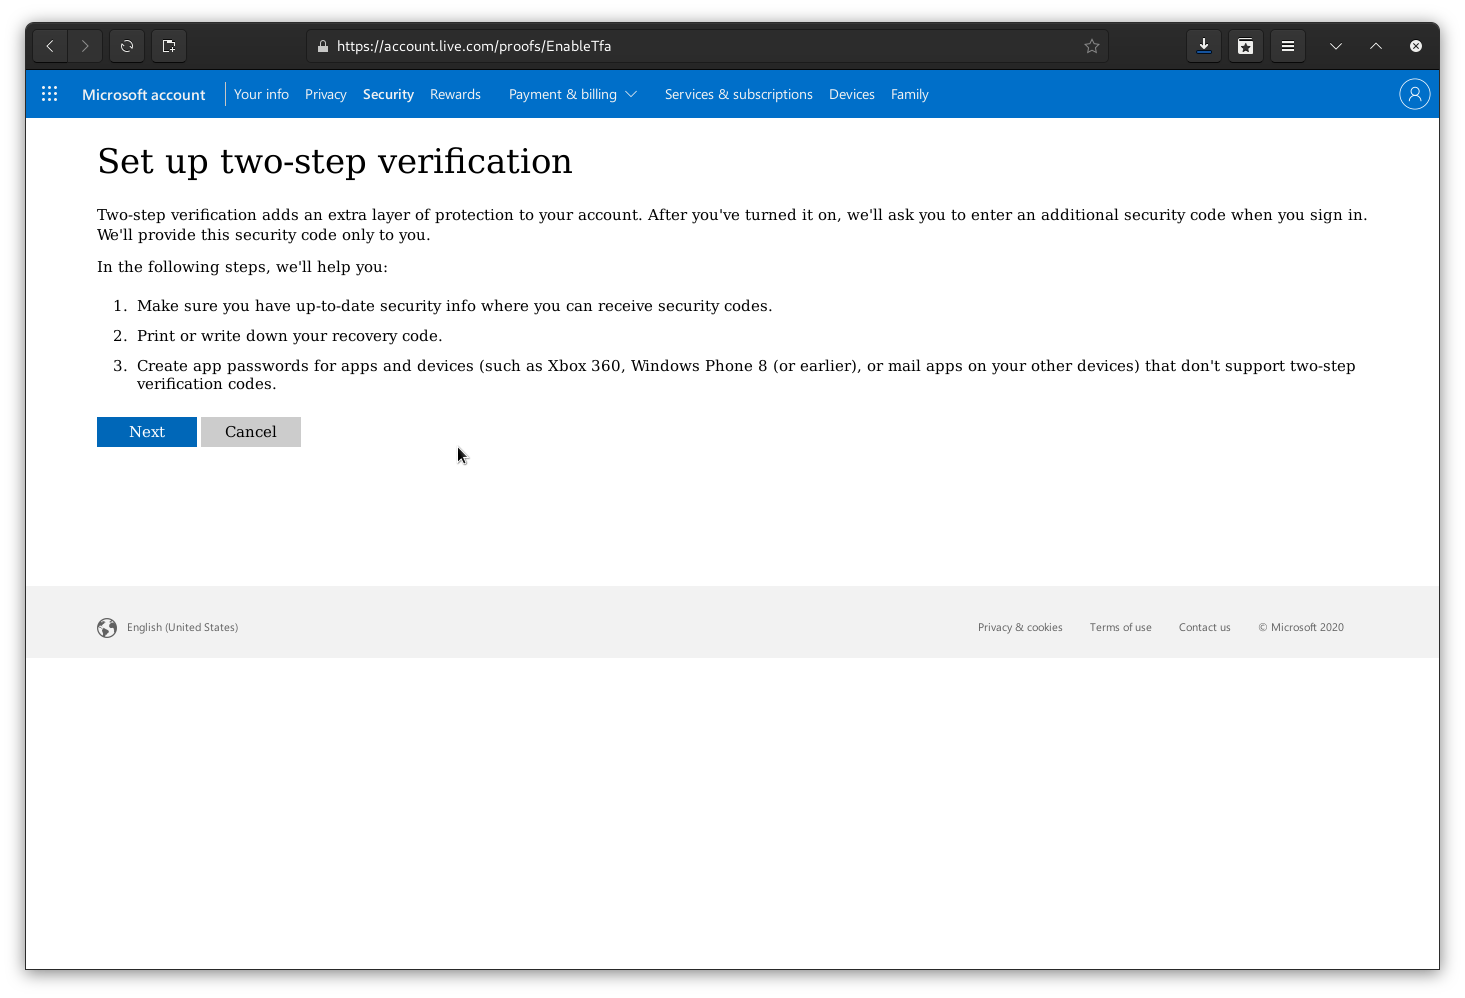 https://account.live.com/proofs/EnableTfa
Microsoft account Your info Privacy Security Rewards Payment & billing Services & subscriptions Devices Family
Set up two-step verification
Two-step verification adds an extra layer of protection to your account. After you've turned it on, we'll ask you to enter an additional security code when you sign in.
We'll provide this security code only to you.
In the following steps, we'll help you:
1. Make sure you have up-to-date security info where you can receive security codes.
2. Print or write down your recovery code.
3. Create app passwords for apps and devices (such as Xbox 360, Windows Phone 8 (or earlier), or mail apps on your other devices) that don't support two-step
verification codes.
Next Cancel
English (United States) Privacy & cookies Terms of use Contact us © Microsoft 2020